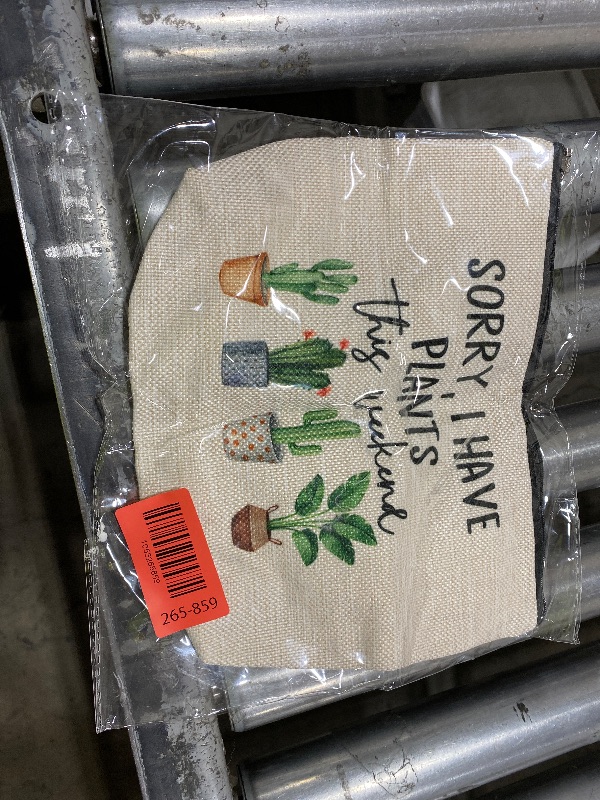 SORRY, I HAVE
PLANTS
this weekend
265-859